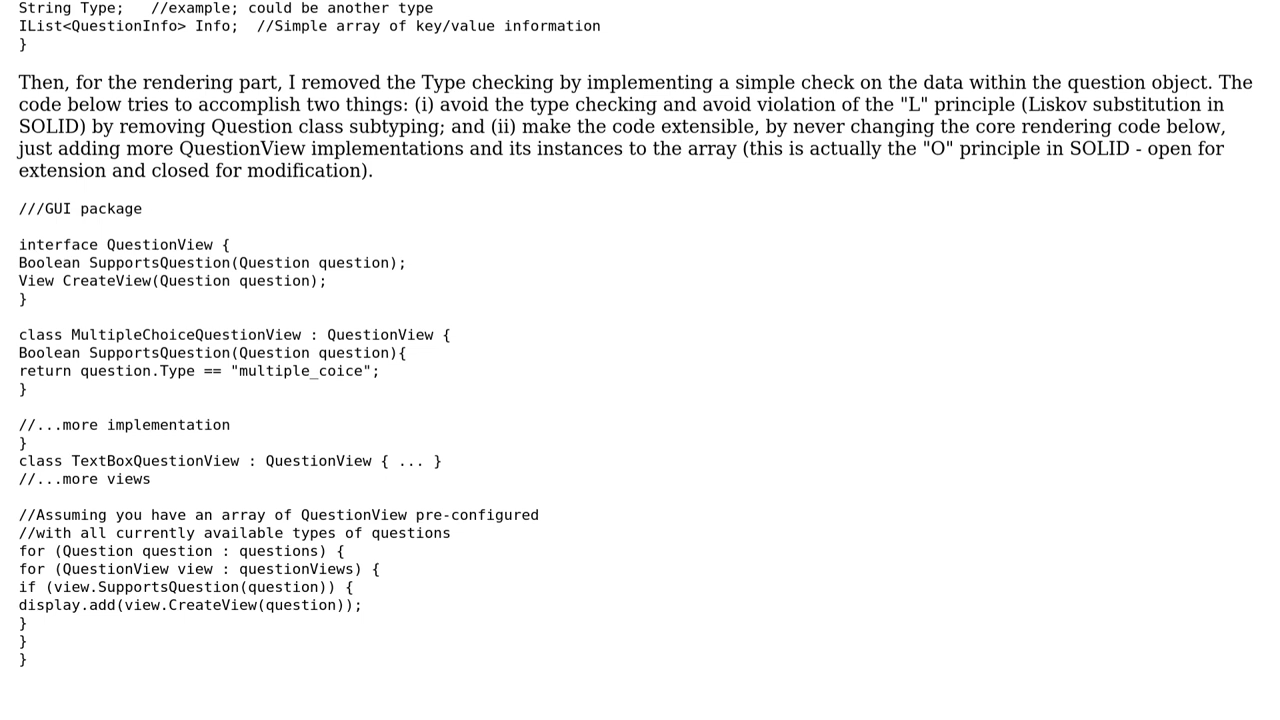 String Type;   //example; could be another type
IList<QuestionInfo> Info;  //Simple array of key/value information
}
Then, for the rendering part, I removed the Type checking by implementing a simple check on the data within the question object. The
code below tries to accomplish two things: (i) avoid the type checking and avoid violation of the "L" principle (Liskov substitution in
SOLID) by removing Question class subtyping; and (ii) make the code extensible, by never changing the core rendering code below,
just adding more QuestionView implementations and its instances to the array (this is actually the "O" principle in SOLID - open for
extension and closed for modification).
///GUI package
interface QuestionView {
Boolean SupportsQuestion(Question question);
View CreateView(Question question);
}
class MultipleChoiceQuestionView : QuestionView {
Boolean SupportsQuestion(Question question){
return question.Type == "multiple_coice";
}
//...more implementation
}
class TextBoxQuestionView : QuestionView { ... }
//...more views
//Assuming you have an array of QuestionView pre-configured
//with all currently available types of questions
for (Question question : questions) {
for (QuestionView view : questionViews) {
if (view.SupportsQuestion(question)) {
display.add(view.CreateView(question));
}
}
}